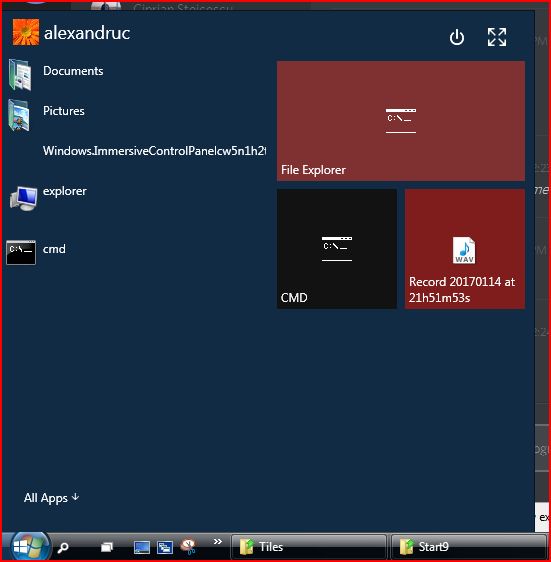 Ciprian Stoicescu
alexandruc
Documents
Pictures
Windows.ImmersiveControlPanelcw5n1h2t
explorer
cmd
C:\_
File Explorer
C:\_
CMD
WAV
Record 20170114 at
21h51m53s
All Apps
Tiles
Start9